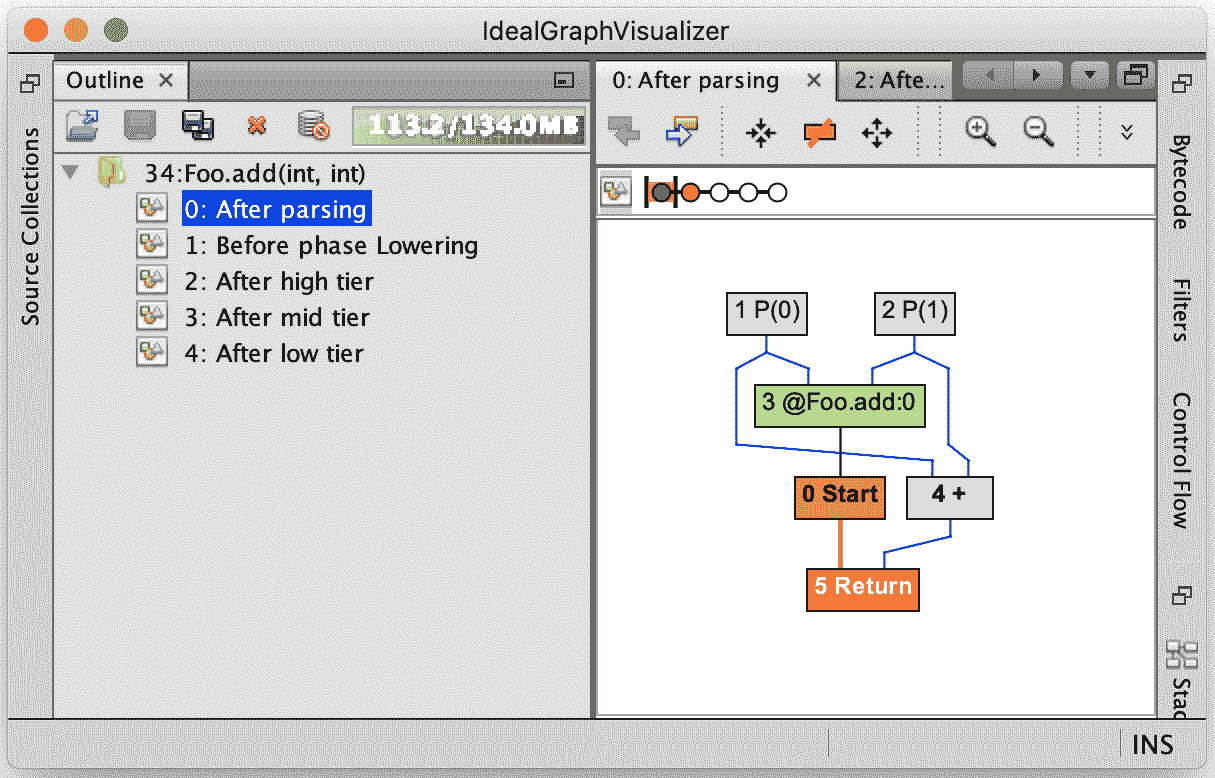 IdealGraphVisualizer
Outline
113.2/134.0MB
34:Foo.add(int, int)
0: After parsing
1: Before phase Lowering
2: After high tier
3: After mid tier
4: After low tier
Source Collections
0: After parsing
2: Afte...
1 P(0)
2 P(1)
3 @Foo.add:0
0 Start
4 +
5 Return
Bytecode
Filters
Control Flow
Stac
INS